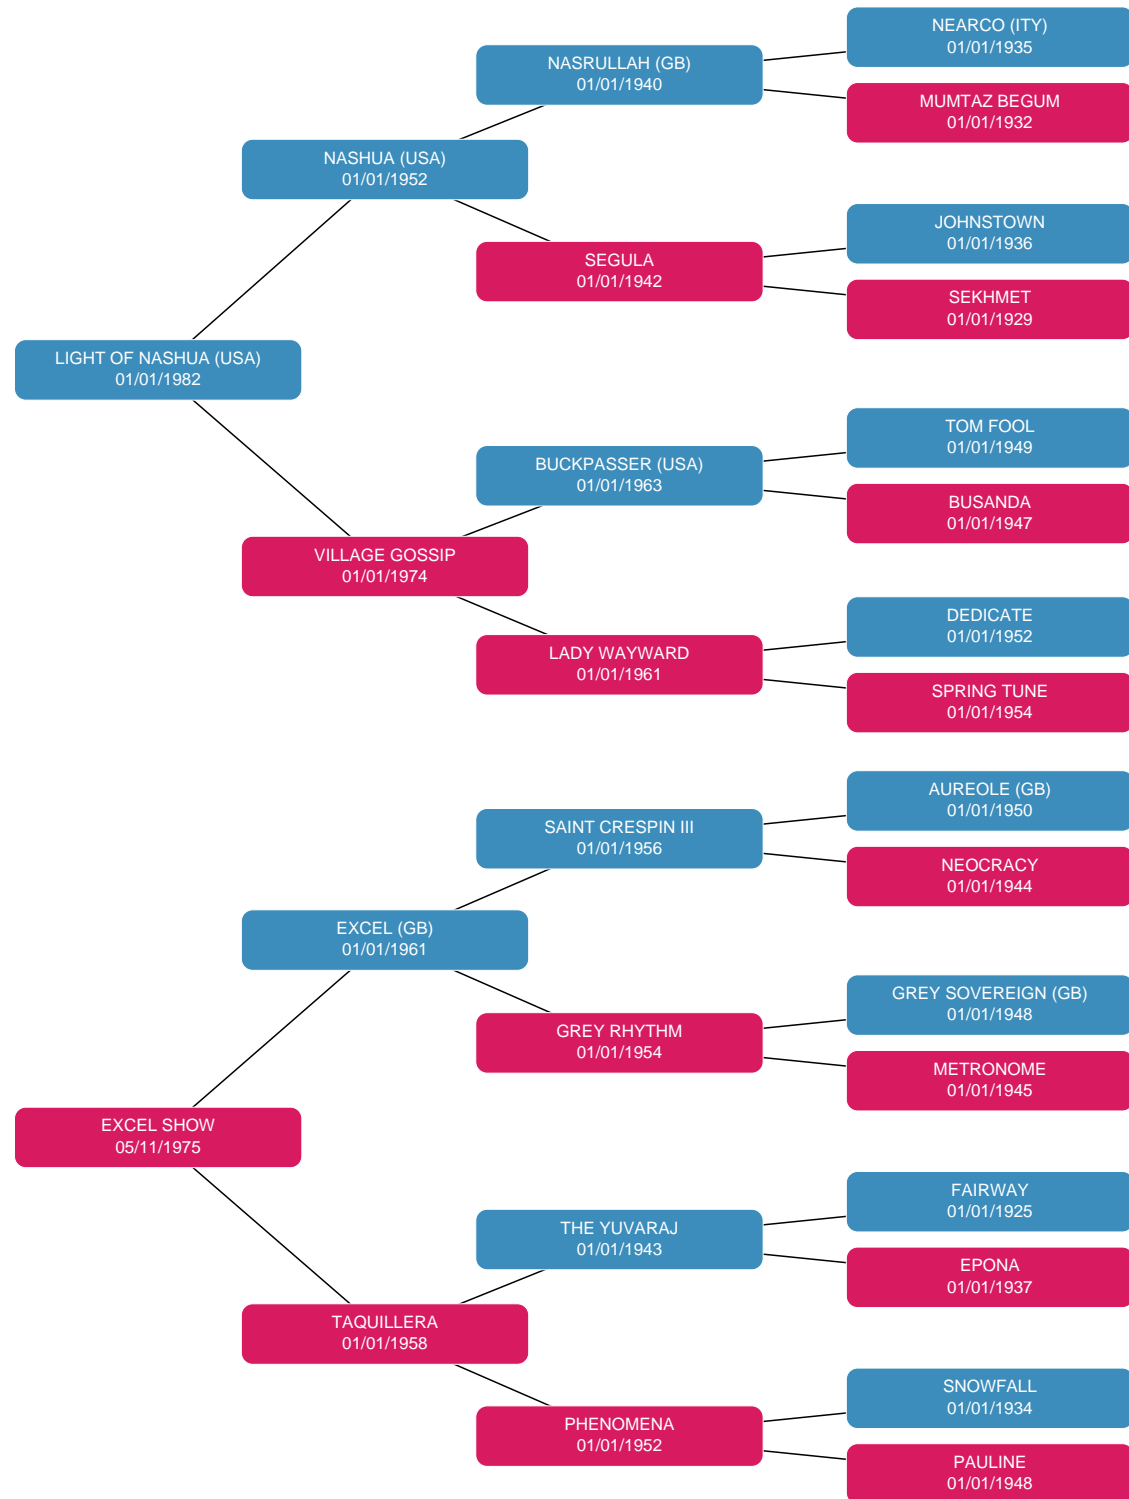 NEARCO (ITY)
01/01/1935
NASRULLAH (GB)
01/01/1940
MUMTAZ BEGUM
01/01/1932
NASHUA (USA)
01/01/1952
JOHNSTOWN
01/01/1936
SEGULA
01/01/1942
SEKHMET
01/01/1929
LIGHT OF NASHUA (USA)
01/01/1982
TOM FOOL
01/01/1949
BUCKPASSER (USA)
01/01/1963
BUSANDA
01/01/1947
VILLAGE GOSSIP
01/01/1974
DEDICATE
01/01/1952
LADY WAYWARD
01/01/1961
SPRING TUNE
01/01/1954
AUREOLE (GB)
01/01/1950
SAINT CRESPIN III
01/01/1956
NEOCRACY
01/01/1944
EXCEL (GB)
01/01/1961
GREY SOVEREIGN (GB)
01/01/1948
GREY RHYTHM
01/01/1954
METRONOME
01/01/1945
EXCEL SHOW
05/11/1975
FAIRWAY
01/01/1925
THE YUVARAJ
01/01/1943
EPONA
01/01/1937
TAQUILLERA
01/01/1958
SNOWFALL
01/01/1934
PHENOMENA
01/01/1952
PAULINE
01/01/1948